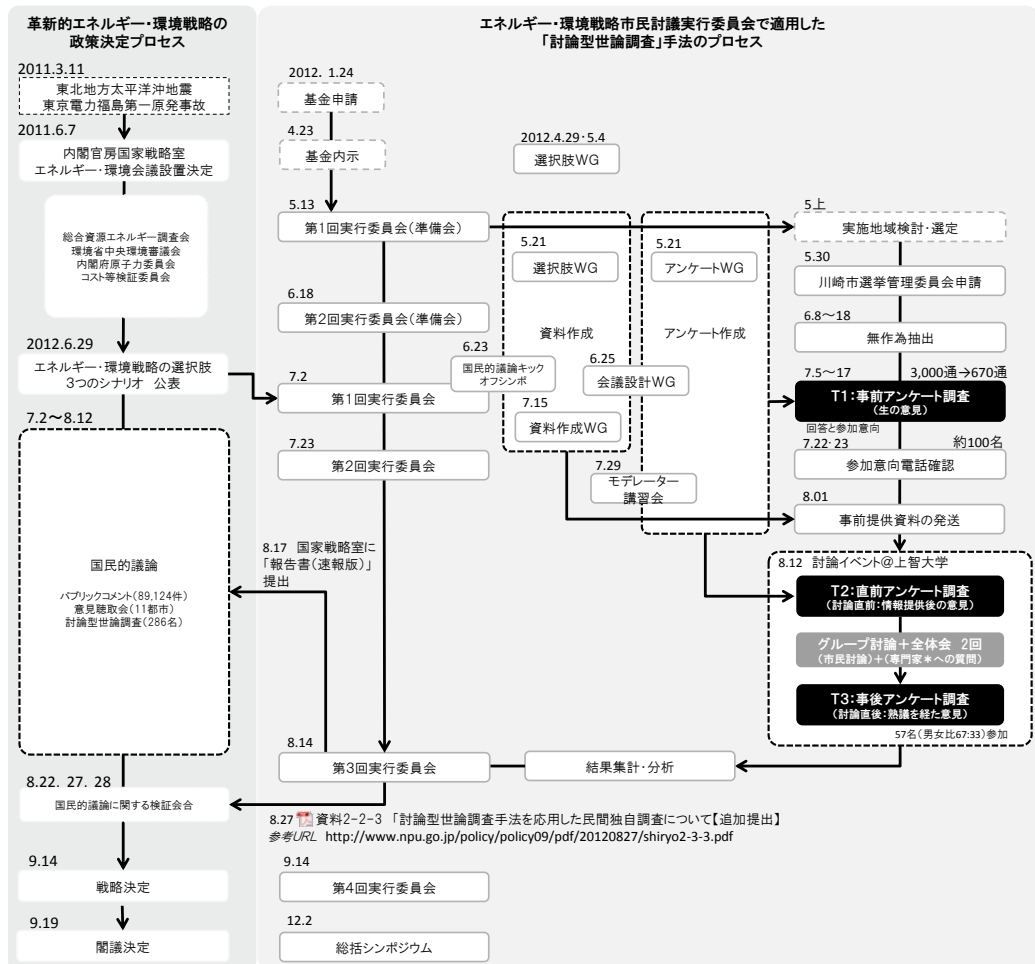 革新的エネルギー・環境戦略の
政策決定プロセス
2011.3.11
東北地方太平洋沖地震
東京電力福島第一原発事故
2011.6.7
内閣官房国家戦略室
エネルギー・環境会議設置決定
総合資源エネルギー調査会
環境省中央環境審議会
内閣府原子力委員会
コスト等検証委員会
2012.6.29
エネルギー・環境戦略の選択肢
3つのシナリオ 公表
7.2～8.12
国民的議論
パブリックコメント(89,124件)
意見聴取会(11都市)
討論型世論調査(286名)
8.22, 27, 28
国民的議論に関する検証会合
9.14
戦略決定
9.19
閣議決定
エネルギー・環境戦略市民討議実行委員会で適用した
「討論型世論調査」手法のプロセス
2012. 1.24
基金申請
4.23
基金内示
5.13
第1回実行委員会(準備会)
6.18
第2回実行委員会(準備会)
7.2
第1回実行委員会
7.23
第2回実行委員会
8.17 国家戦略室に
「報告書(速報版)」
提出
8.14
第3回実行委員会
結果集計・分析
8.27 資料2-2-3 「討論型世論調査手法を応用した民間独自調査について【追加提出】
参考URL http://www.npu.go.jp/policy/policy09/pdf/20120827/shiryo2-3-3.pdf
9.14
第4回実行委員会
12.2
総括シンポジウム
2012.4.29・5.4
選択肢WG
5.21
選択肢WG
資料作成
6.23
国民的議論キック
オフシンポ
6.25
会議設計WG
7.15
資料作成WG
7.29
モデレーター
講習会
5.21
アンケートWG
アンケート作成
5上
実施地域検討・選定
5.30
川崎市選挙管理委員会申請
6.8～18
無作為抽出
7.5～17 3,000通→670通
T1：事前アンケート調査
(生の意見)
回答と参加意向
7.22・23 約100名
参加意向電話確認
8.01
事前提供資料の発送
8.12 討論イベント＠上智大学
T2：直前アンケート調査
(討論直前：情報提供後の意見)
グループ討論＋全体会 2回
(市民討論)＋(専門家＊への質問)
T3：事後アンケート調査
(討論直後：熟議を経た意見)
57名(男女比67:33)参加